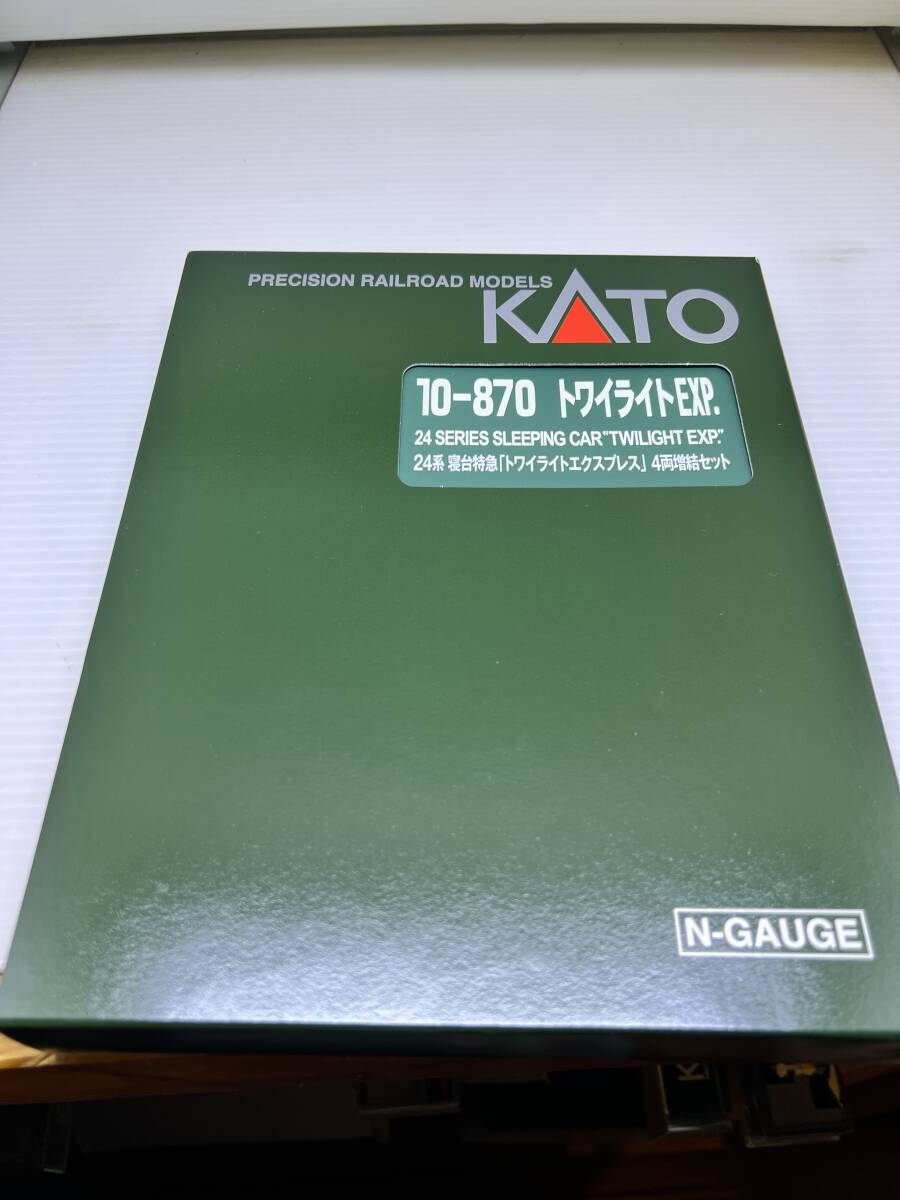 PRECISION RAILROAD MODELS
KATO
10-870 トワイライトEXP.
24 SERIES SLEEPING CAR"TWILIGHT EXP."
24系 寝台特急「トワイライトエクスプレス」 4両増結セット
N-GAUGE